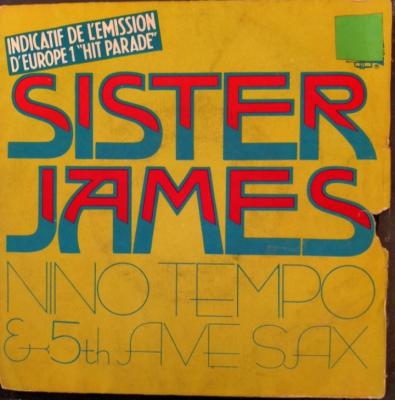 INDICATIF DE L'EMISSION
D'EUROPE 1 "HIT PARADE"
SISTER
JAMES
NINO TEMPO
& 5th AVE SAX